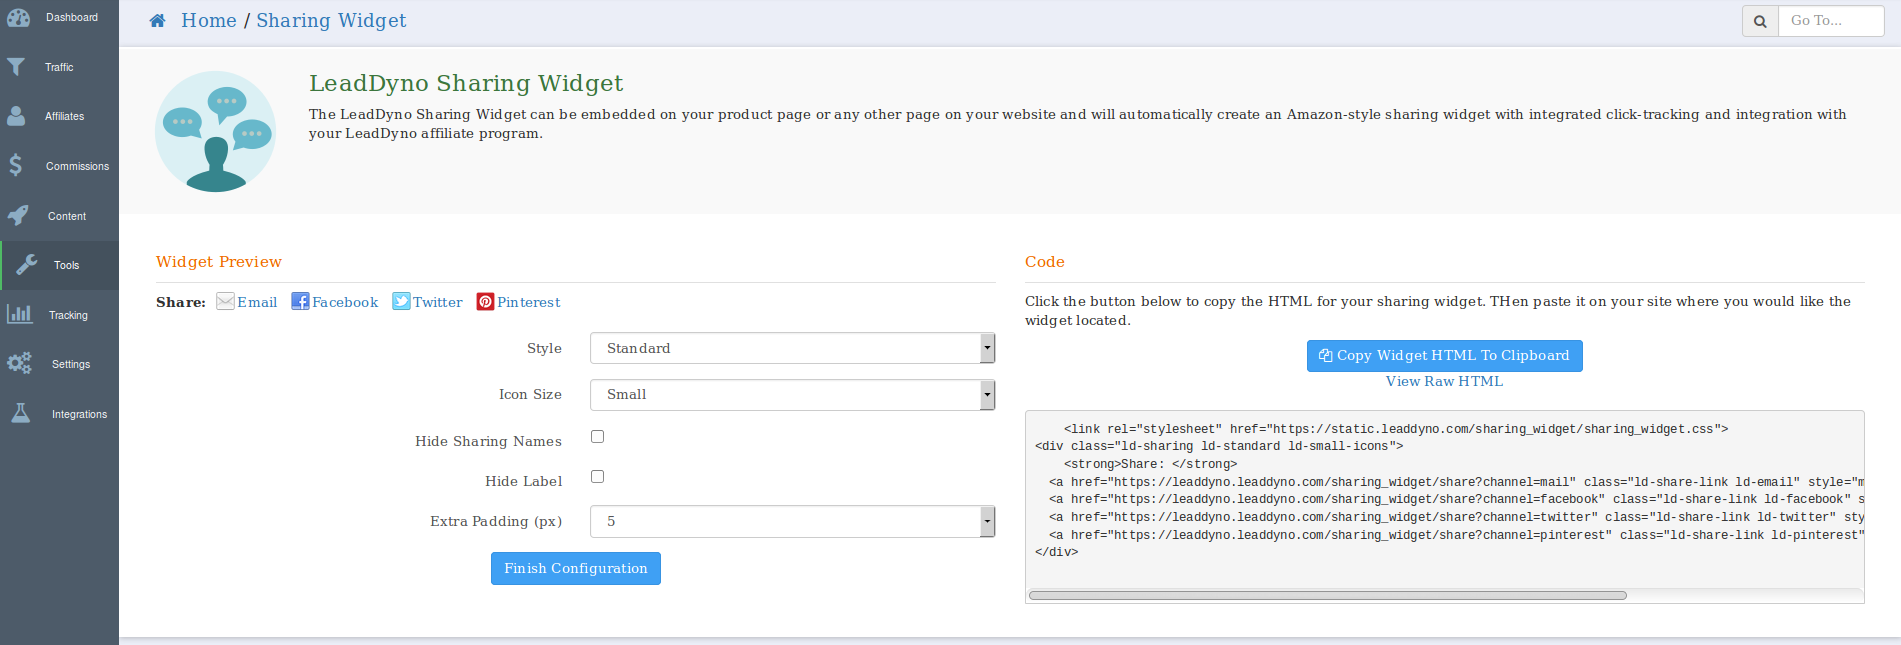 Dashboard
Traffic
Affiliates
Commissions
Content
Tools
Tracking
Settings
Integrations
Home / Sharing Widget
Go To...
LeadDyno Sharing Widget
The LeadDyno Sharing Widget can be embedded on your product page or any other page on your website and will automatically create an Amazon-style sharing widget with integrated click-tracking and integration with
your LeadDyno affiliate program.
Widget Preview
Share: Email Facebook Twitter Pinterest
Style Standard
Icon Size Small
Hide Sharing Names
Hide Label
Extra Padding (px) 5
Finish Configuration
Code
Click the button below to copy the HTML for your sharing widget. THen paste it on your site where you would like the
widget located.
Copy Widget HTML To Clipboard
View Raw HTML
<link rel="stylesheet" href="https://static.leaddyno.com/sharing_widget/sharing_widget.css">
<div class="ld-sharing ld-standard ld-small-icons">
<strong>Share: </strong>
<a href="https://leaddyno.leaddyno.com/sharing_widget/share?channel=mail" class="ld-share-link ld-email" style="m
<a href="https://leaddyno.leaddyno.com/sharing_widget/share?channel=facebook" class="ld-share-link ld-facebook" s
<a href="https://leaddyno.leaddyno.com/sharing_widget/share?channel=twitter" class="ld-share-link ld-twitter" sty
<a href="https://leaddyno.leaddyno.com/sharing_widget/share?channel=pinterest" class="ld-share-link ld-pinterest"
</div>